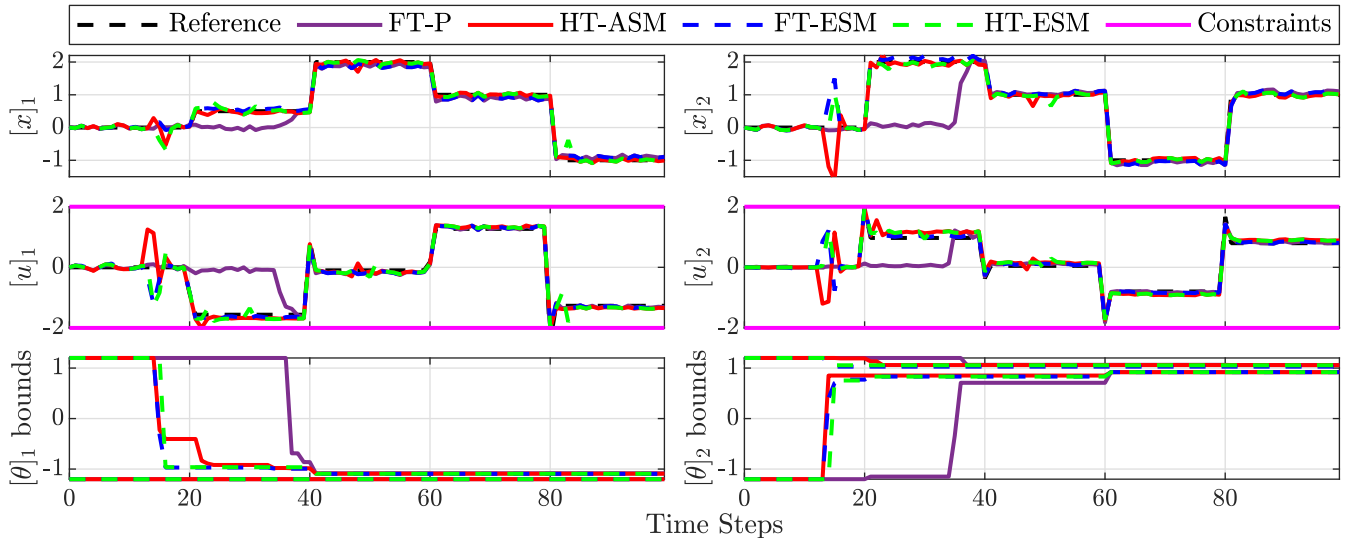 Reference FT-P HT-ASM FT-ESM HT-ESM Constraints
[x]1
2
1
0
-1
[x]2
2
1
0
-1
[u]1
2
0
-2
[u]2
2
0
-2
[θ]1 bounds
1
0
-1
0 20 40 60 80
[θ]2 bounds
1
0
-1
0 20 40 60 80
Time Steps